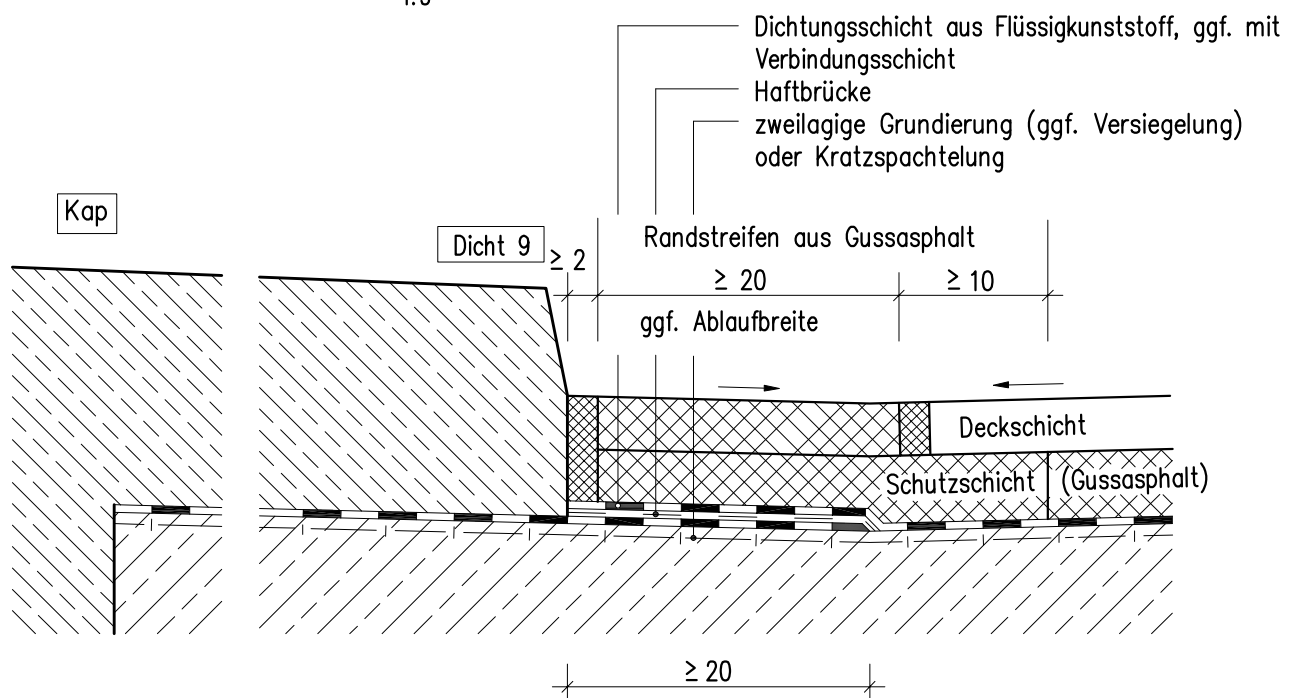 Dichtungsschicht aus Flüssigkunststoff, ggf. mit
Verbindungsschicht
Haftbrücke
zweilagige Grundierung (ggf. Versiegelung)
oder Kratzspachtelung
Kap
Dicht 9
≥ 2
Randstreifen aus Gussasphalt
≥ 20
≥ 10
ggf. Ablaufbreite
Deckschicht
Schutzschicht (Gussasphalt)
≥ 20